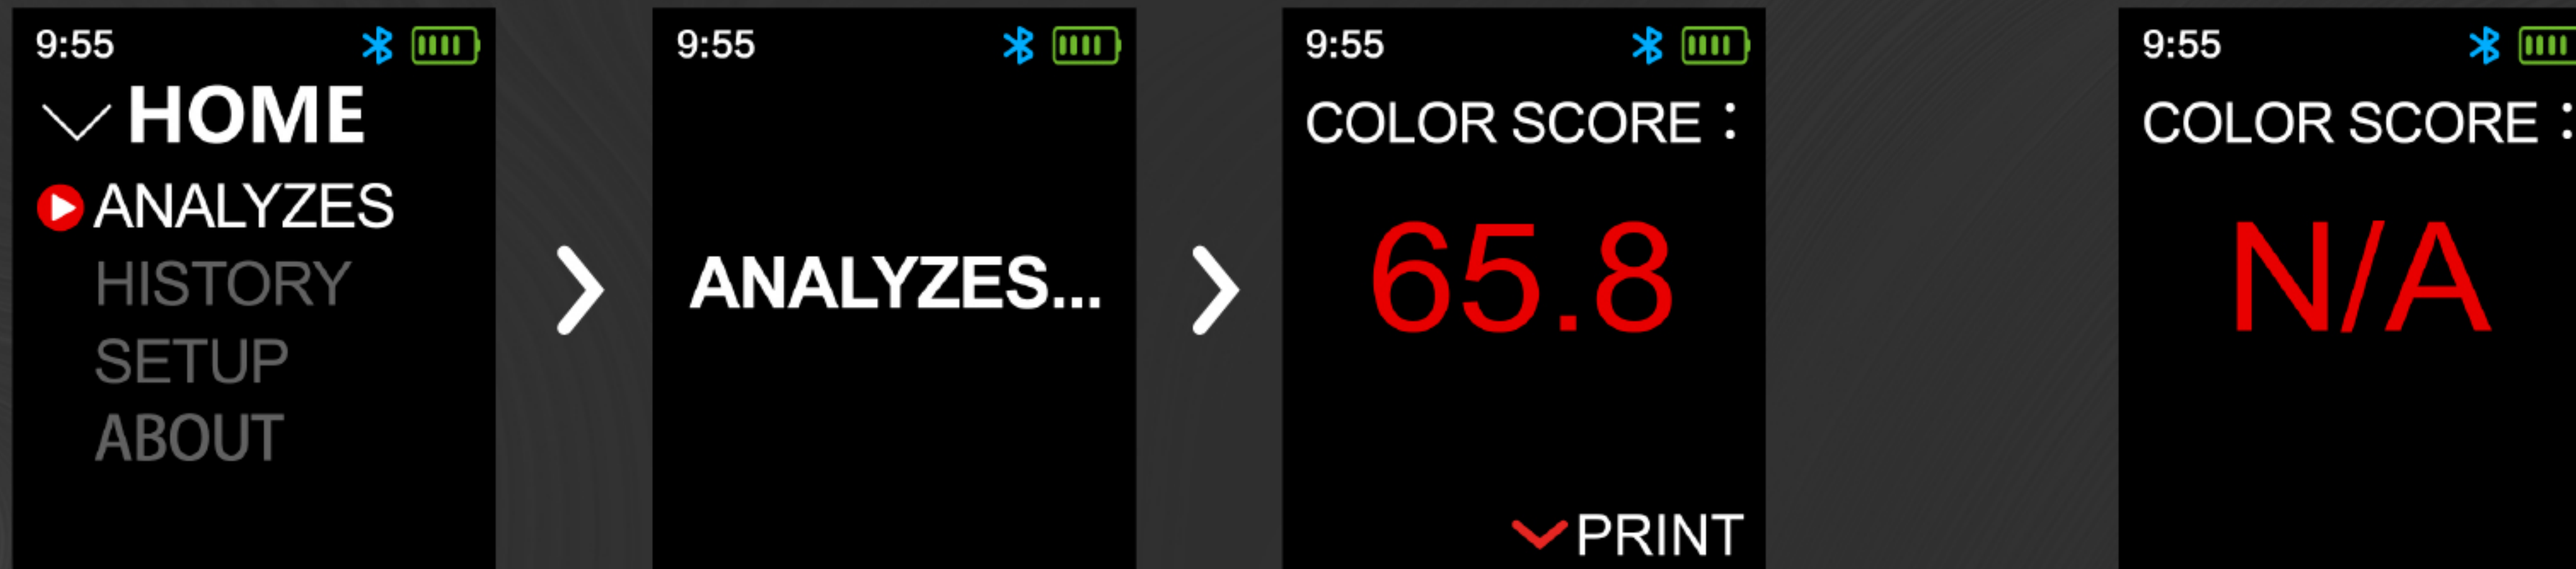 9:55
HOME
ANALYZES
HISTORY
SETUP
ABOUT
9:55
ANALYZES...
9:55
COLOR SCORE :
65.8
PRINT
9:55
COLOR SCORE :
N/A